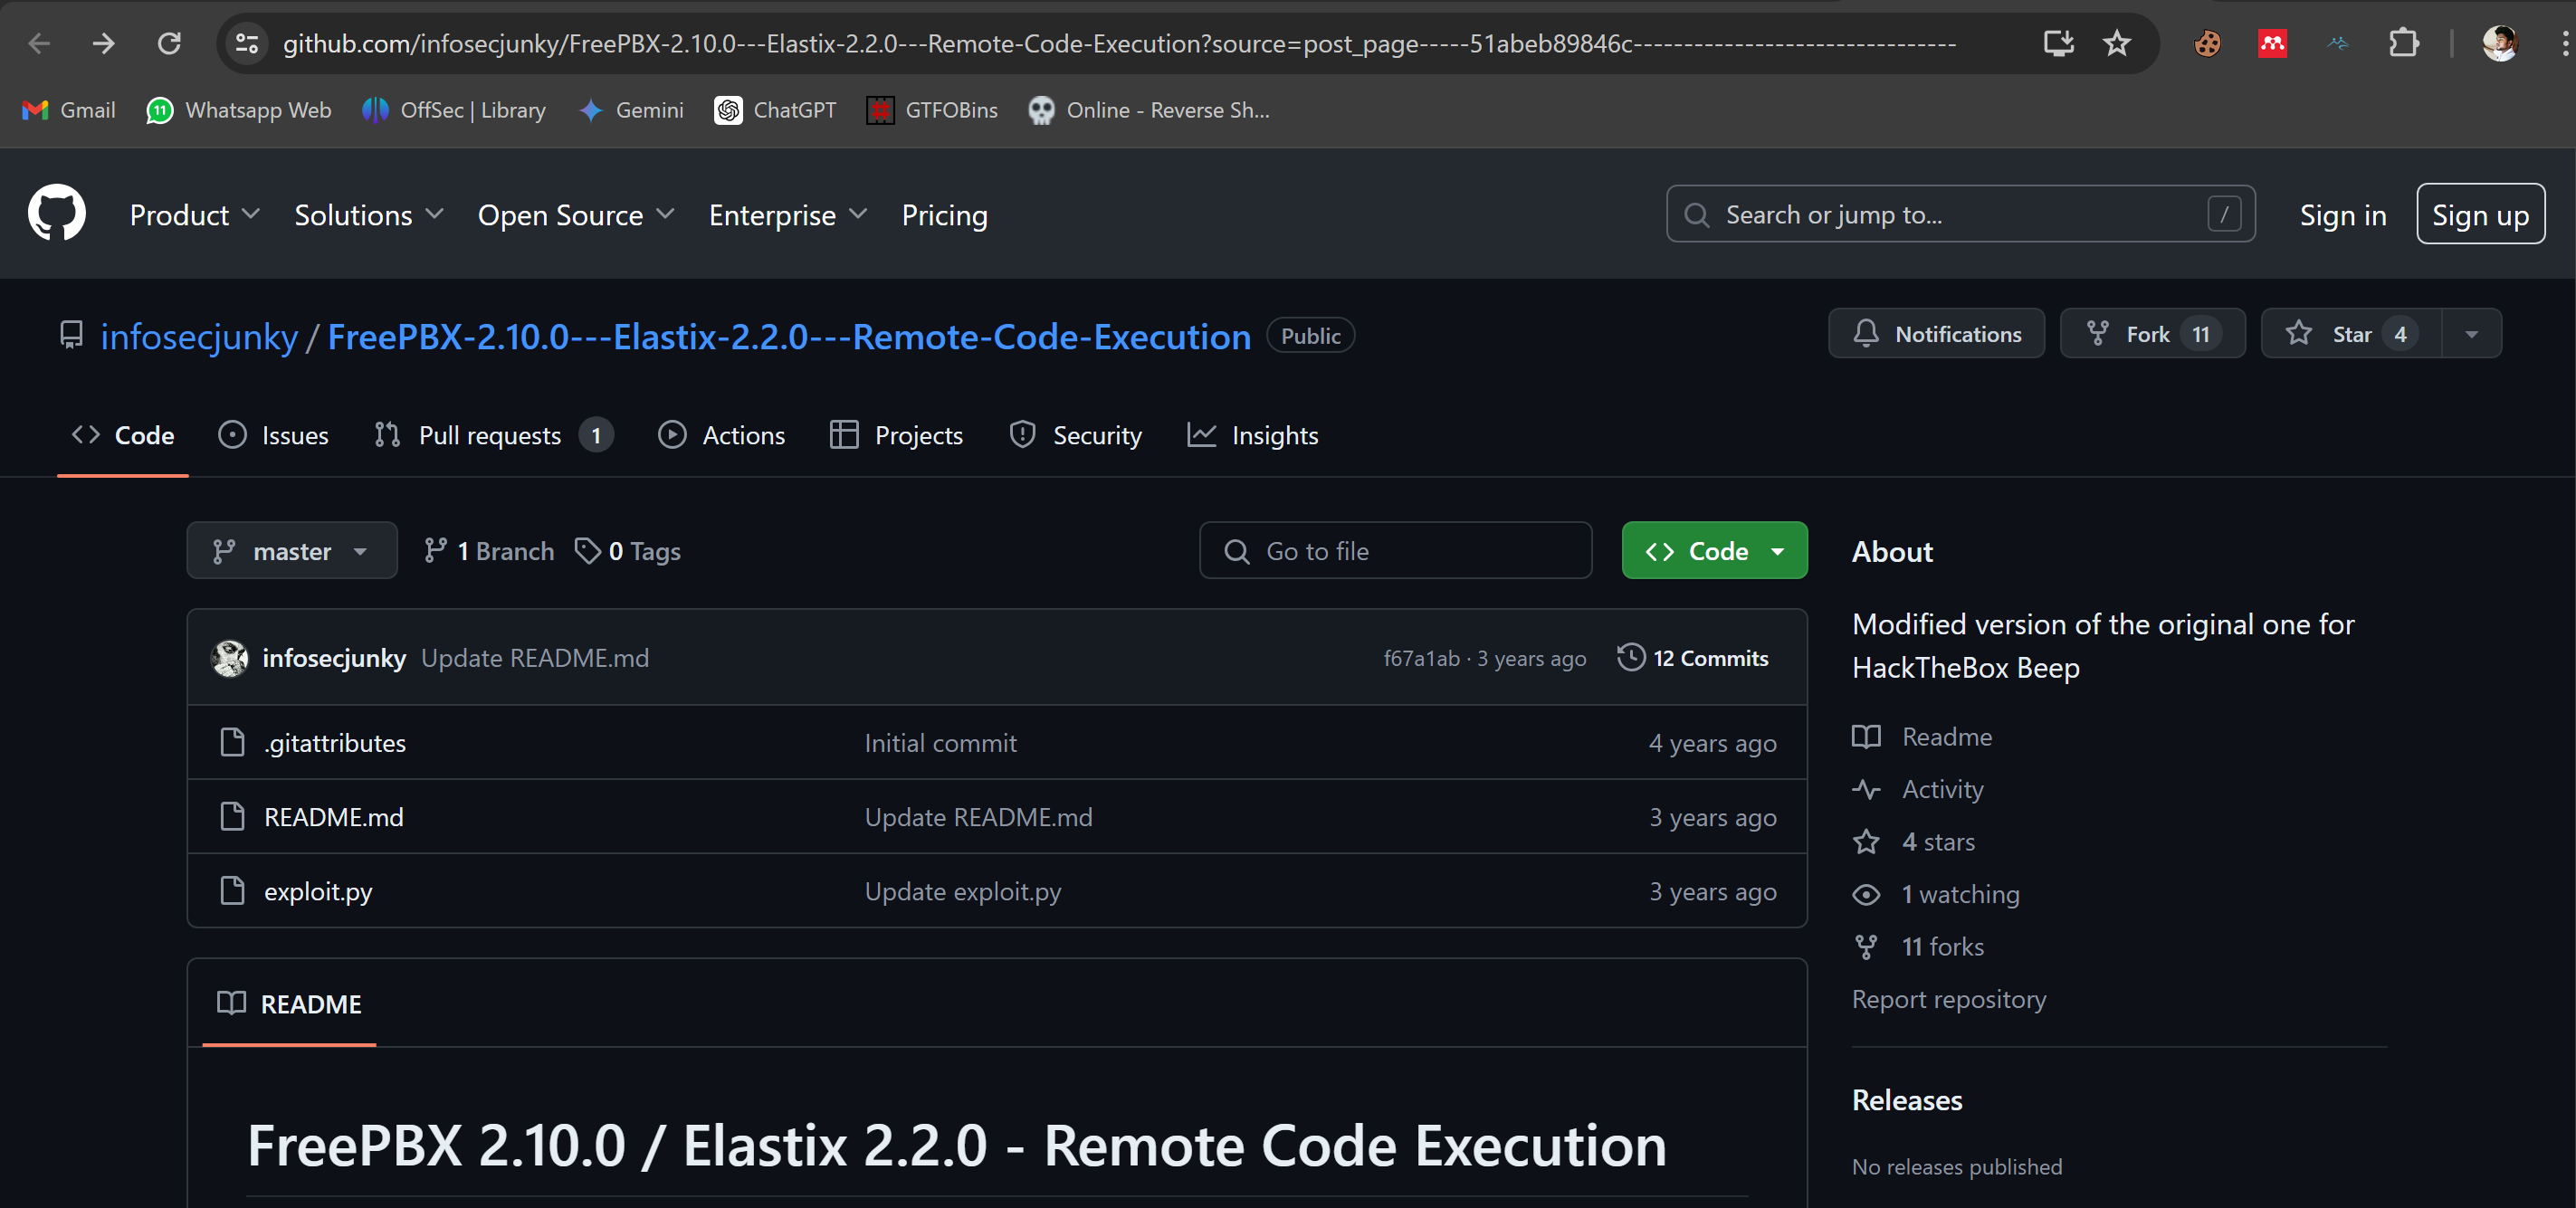 github.com/infosecjunky/FreePBX-2.10.0---Elastix-2.2.0---Remote-Code-Execution?source=post_page-----51abeb89846c--------------------------------
Gmail 11 Whatsapp Web OffSec | Library Gemini ChatGPT GTFOBins Online - Reverse Sh...
Product Solutions Open Source Enterprise Pricing Search or jump to... / Sign in Sign up
infosecjunky / FreePBX-2.10.0---Elastix-2.2.0---Remote-Code-Execution Public Notifications Fork 11 Star 4
Code Issues Pull requests 1 Actions Projects Security Insights
master 1 Branch 0 Tags Go to file Code
infosecjunky Update README.md f67a1ab · 3 years ago 12 Commits
.gitattributes Initial commit 4 years ago
README.md Update README.md 3 years ago
exploit.py Update exploit.py 3 years ago
README
FreePBX 2.10.0 / Elastix 2.2.0 - Remote Code Execution
About
Modified version of the original one for
HackTheBox Beep
Readme
Activity
4 stars
1 watching
11 forks
Report repository
Releases
No releases published